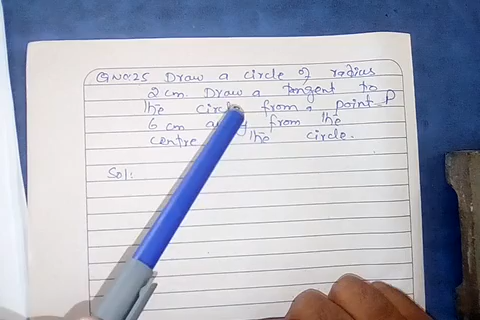 QNo:25 Draw a circle of radius
2 cm. Draw a tangent to
the circle from a point P
6 cm from the
centre the circle.
Sol: